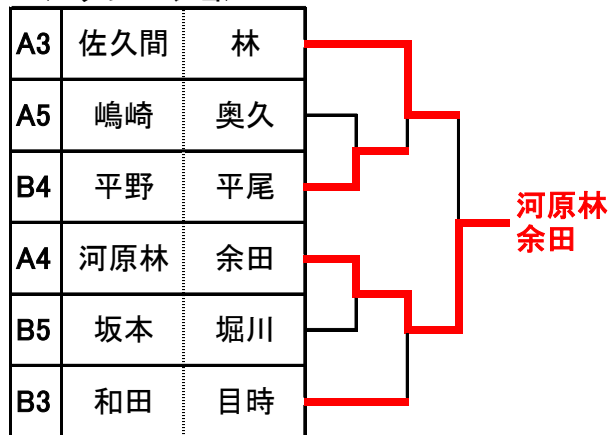 A3 佐久間 林
A5 嶋崎 奥久
B4 平野 平尾
A4 河原林 余田
B5 坂本 堀川
B3 和田 目時
河原林
余田